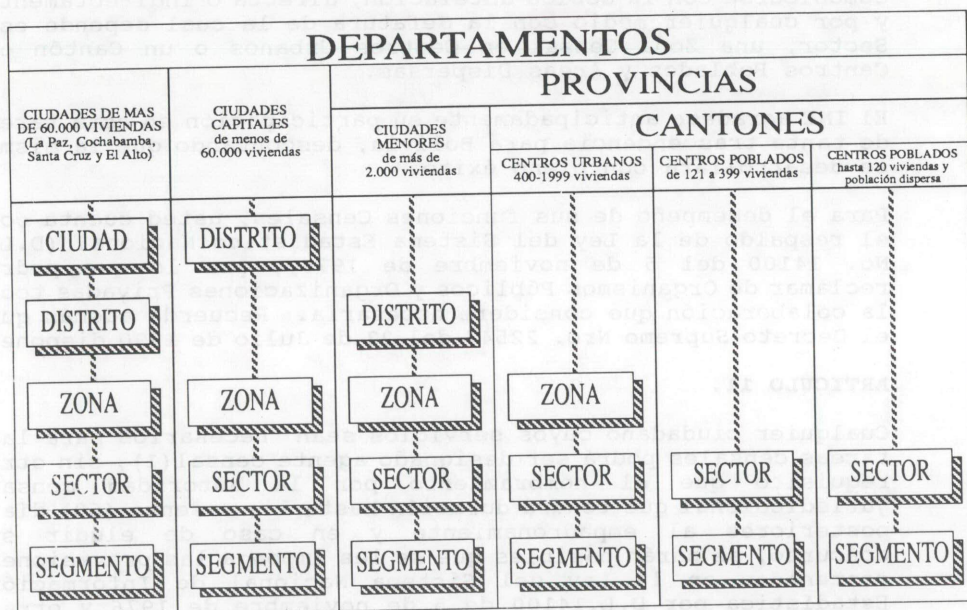 DEPARTAMENTOS
PROVINCIAS
CANTONES
CIUDADES DE MAS
DE 60.000 VIVIENDAS
(La Paz, Cochabamba,
Santa Cruz y El Alto)
CIUDADES
CAPITALES
de menos de
60.000 viviendas
CIUDADES
MENORES
de más de
2.000 viviendas
CENTROS URBANOS
400-1999 viviendas
CENTROS POBLADOS
de 121 a 399 viviendas
CENTROS POBLADOS
hasta 120 viviendas y
población dispersa
CIUDAD
DISTRITO
ZONA
SECTOR
SEGMENTO
DISTRITO
ZONA
SECTOR
SEGMENTO
DISTRITO
ZONA
SECTOR
SEGMENTO
ZONA
SECTOR
SEGMENTO
SECTOR
SEGMENTO
SECTOR
SEGMENTO